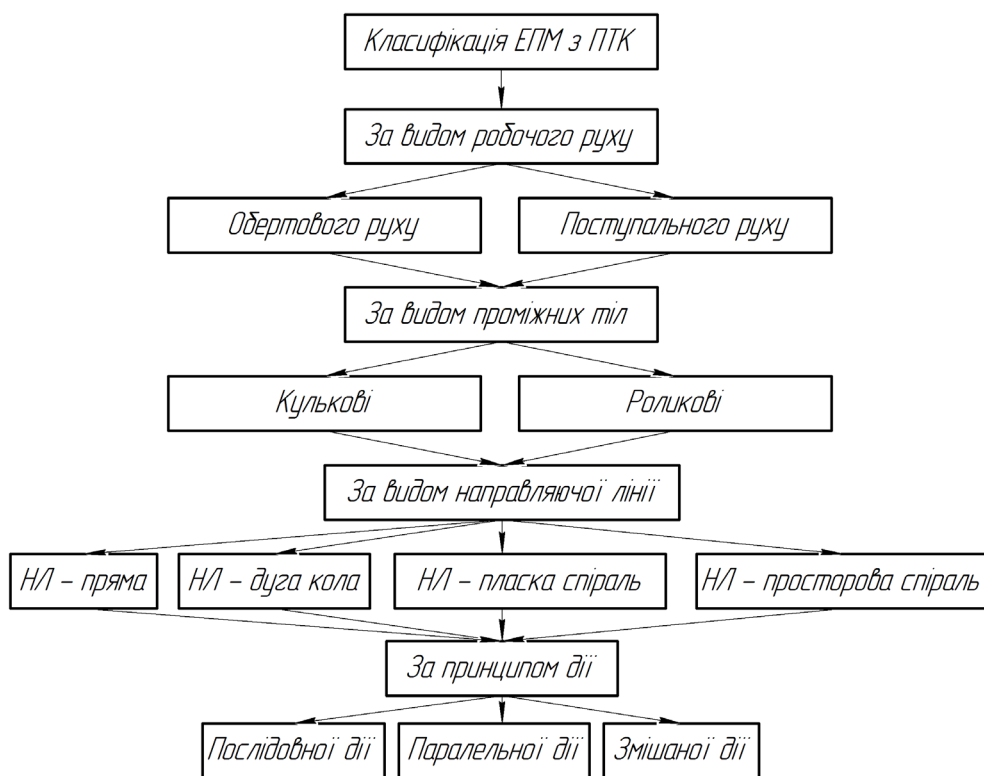 Класифікація ЕПМ з ПТК
За видом робочого руху
Обертового руху
Поступального руху
За видом проміжних тіл
Кулькові
Роликові
За видом направляючої лінії
НЛ – пряма
НЛ – дуга кола
НЛ – пласка спіраль
НЛ – просторова спіраль
За принципом дії
Послідовної дії
Паралельної дії
Змішаної дії